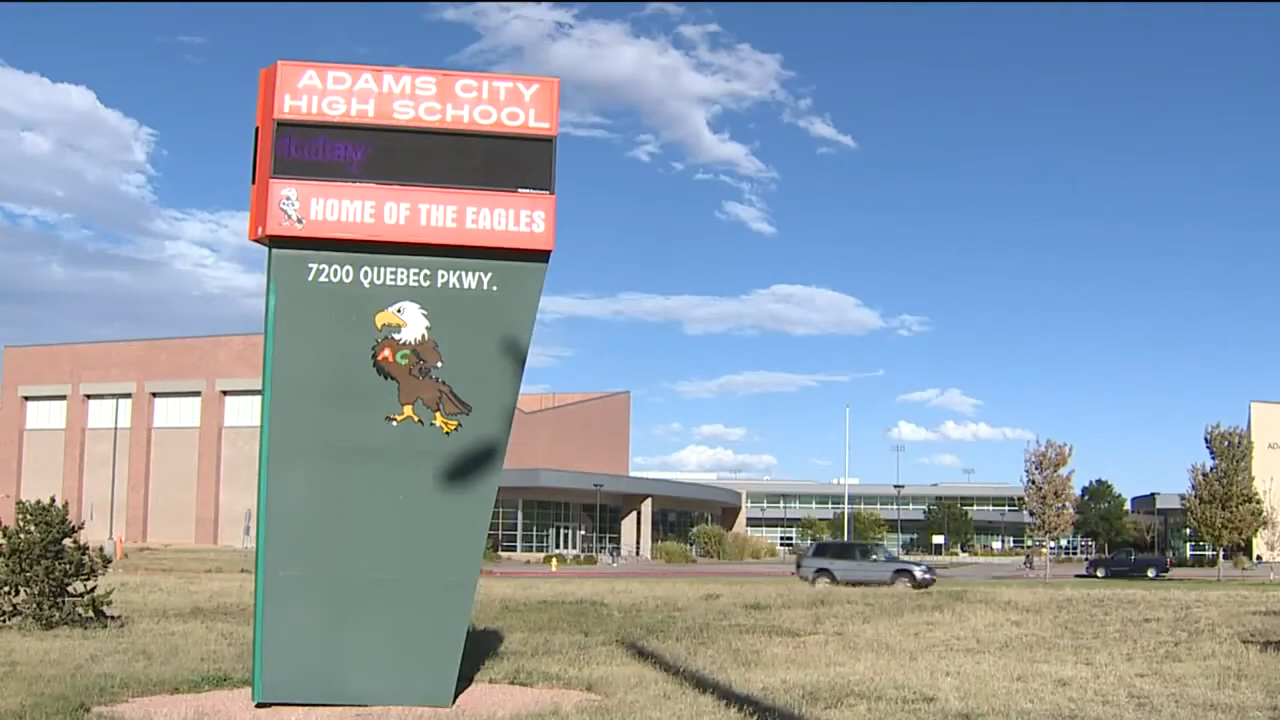 ADAMS CITY
HIGH SCHOOL
HOME OF THE EAGLES
7200 QUEBEC PKWY.
AC